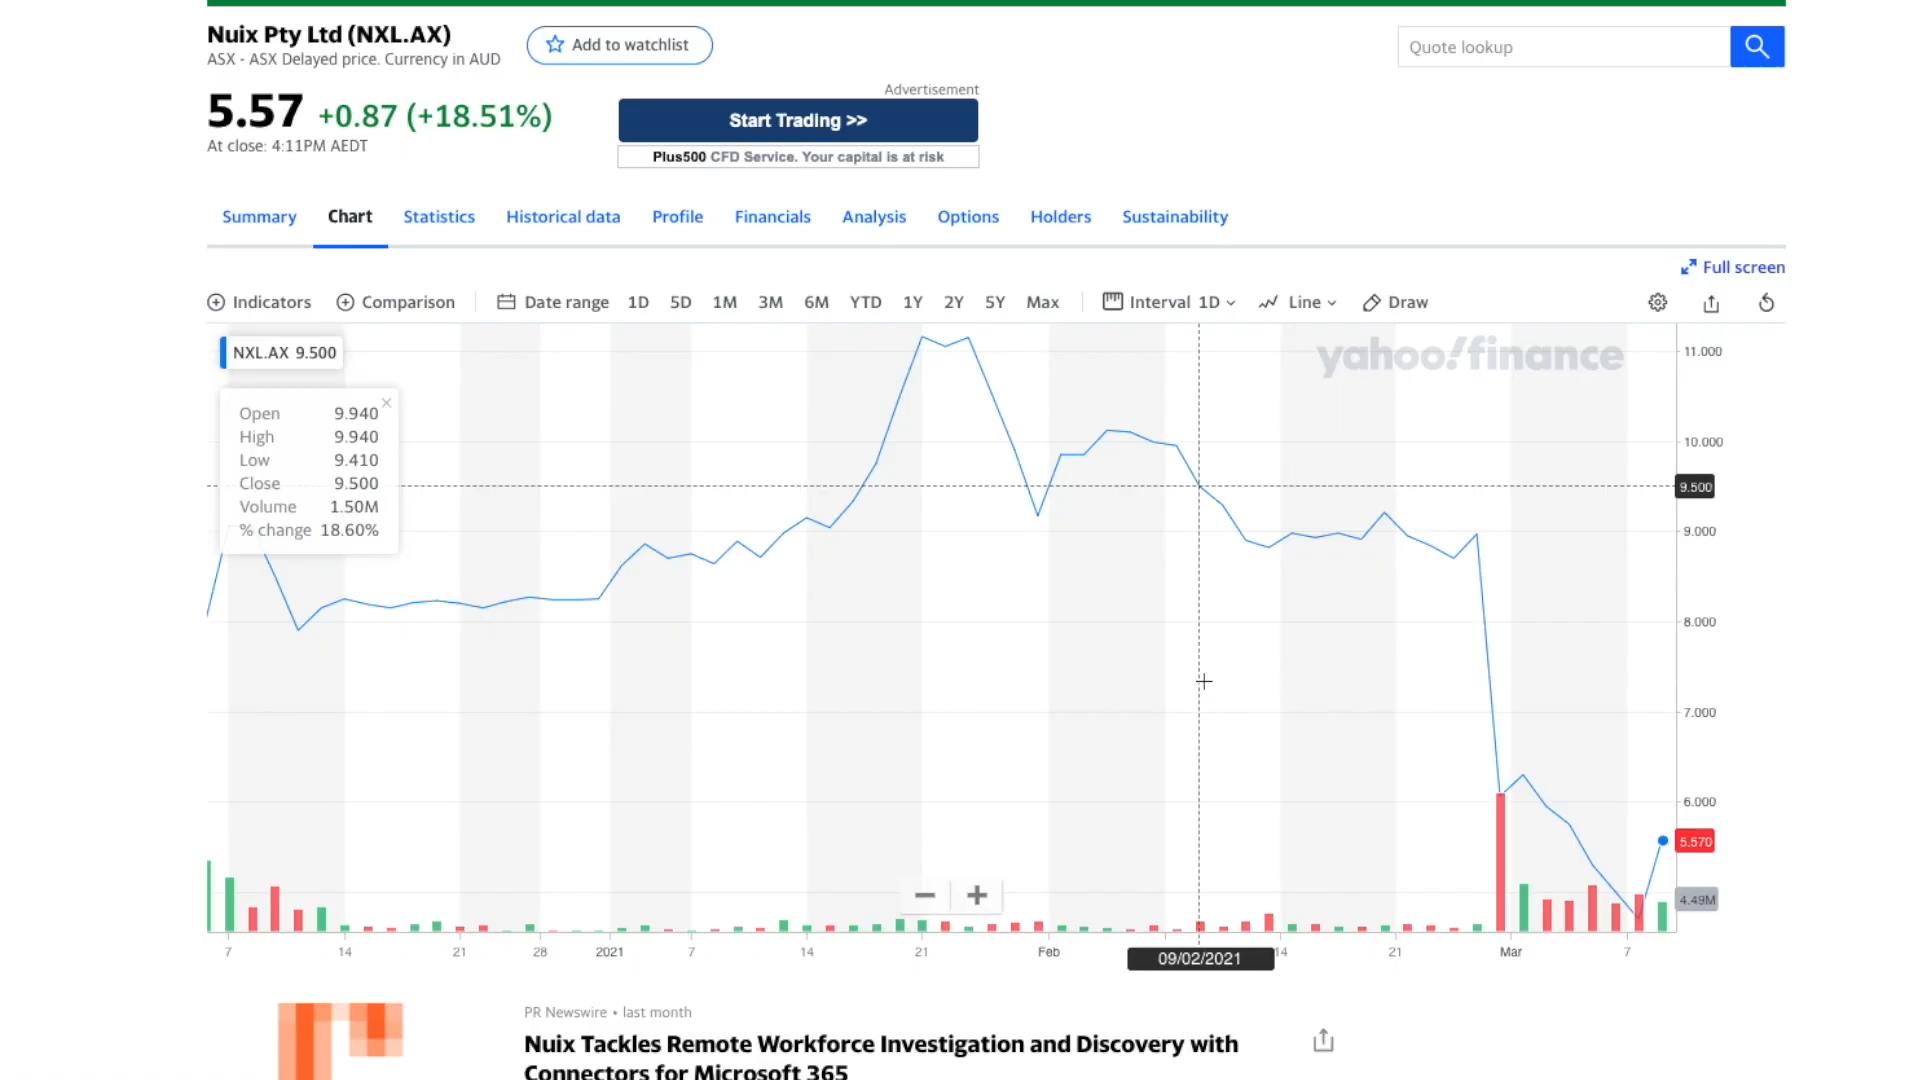 Nuix Pty Ltd (NXL.AX)
Add to watchlist
Quote lookup
ASX - ASX Delayed price. Currency in AUD
Advertisement
5.57 +0.87 (+18.51%)
Start Trading >>
At close: 4:11PM AEDT
Plus500 CFD Service. Your capital is at risk
Summary Chart Statistics Historical data Profile Financials Analysis Options Holders Sustainability
Full screen
Indicators Comparison Date range 1D 5D 1M 3M 6M YTD 1Y 2Y 5Y Max Interval 1D Line Draw
NXL.AX 9.500
yahoo!finance
11.000
Open 9.940
High 9.940
Low 9.410
Close 9.500
Volume 1.50M
% change 18.60%
10.000
9.500
9.000
8.000
7.000
6.000
5.570
4.49M
7 14 21 28 2021 7 14 21 Feb 09/02/2021 14 21 Mar 7
PR Newswire • last month
Nuix Tackles Remote Workforce Investigation and Discovery with
Connectors for Microsoft 365